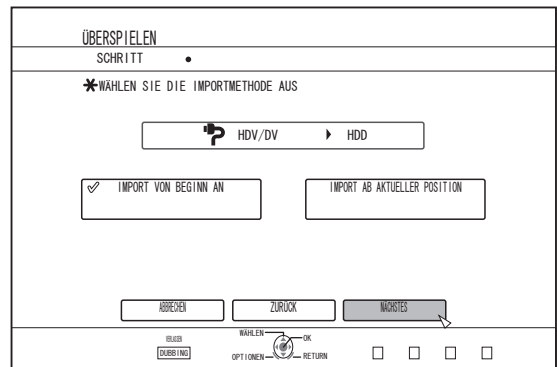 ÜBERSPIELEN
SCHRITT
WÄHLEN SIE DIE IMPORTMETHODE AUS
HDV/DV HDD
IMPORT VON BEGINN AN
IMPORT AB AKTUELLER POSITION
ABBRECHEN
ZURÜCK
NÄCHSTES
DUBBING
WÄHLEN
OK
OPTIONEN
RETURN